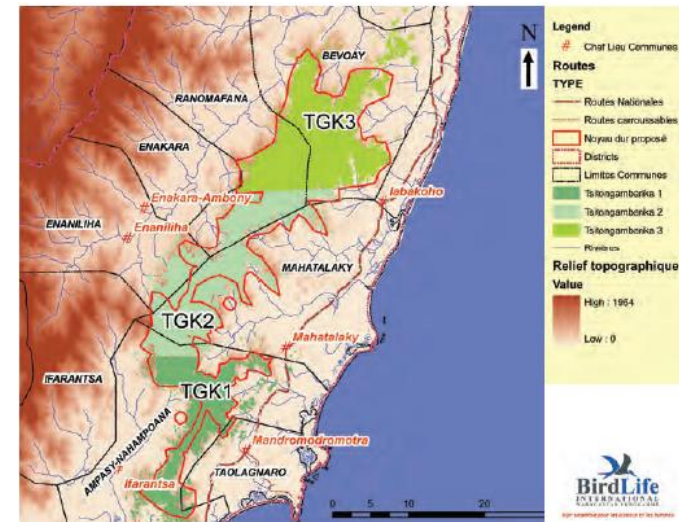 N
BEVOAY
RANOMAFANA
TGK3
ENAKARA
Enakara-Ambony
Iabakoho
ENANILIHA
Enaniliha
MAHATALAKY
TGK2
Mahatalaky
IFARANTSA
TGK1
AMPASY-NAHAMPOANA
Mandromodromotra
Ifarantsa
TAOLAGNARO
0 5 10 20
Legend
# Chef Lieu Communes
Routes
TYPE
Routes Nationales
Routes carroussables
Noyau dur proposé
Districts
Limites Communes
Tsitongambarika 1
Tsitongambarika 2
Tsitongambarika 3
Rivières
Relief topographique
Value
High : 1964
Low : 0
BirdLife
INTERNATIONAL